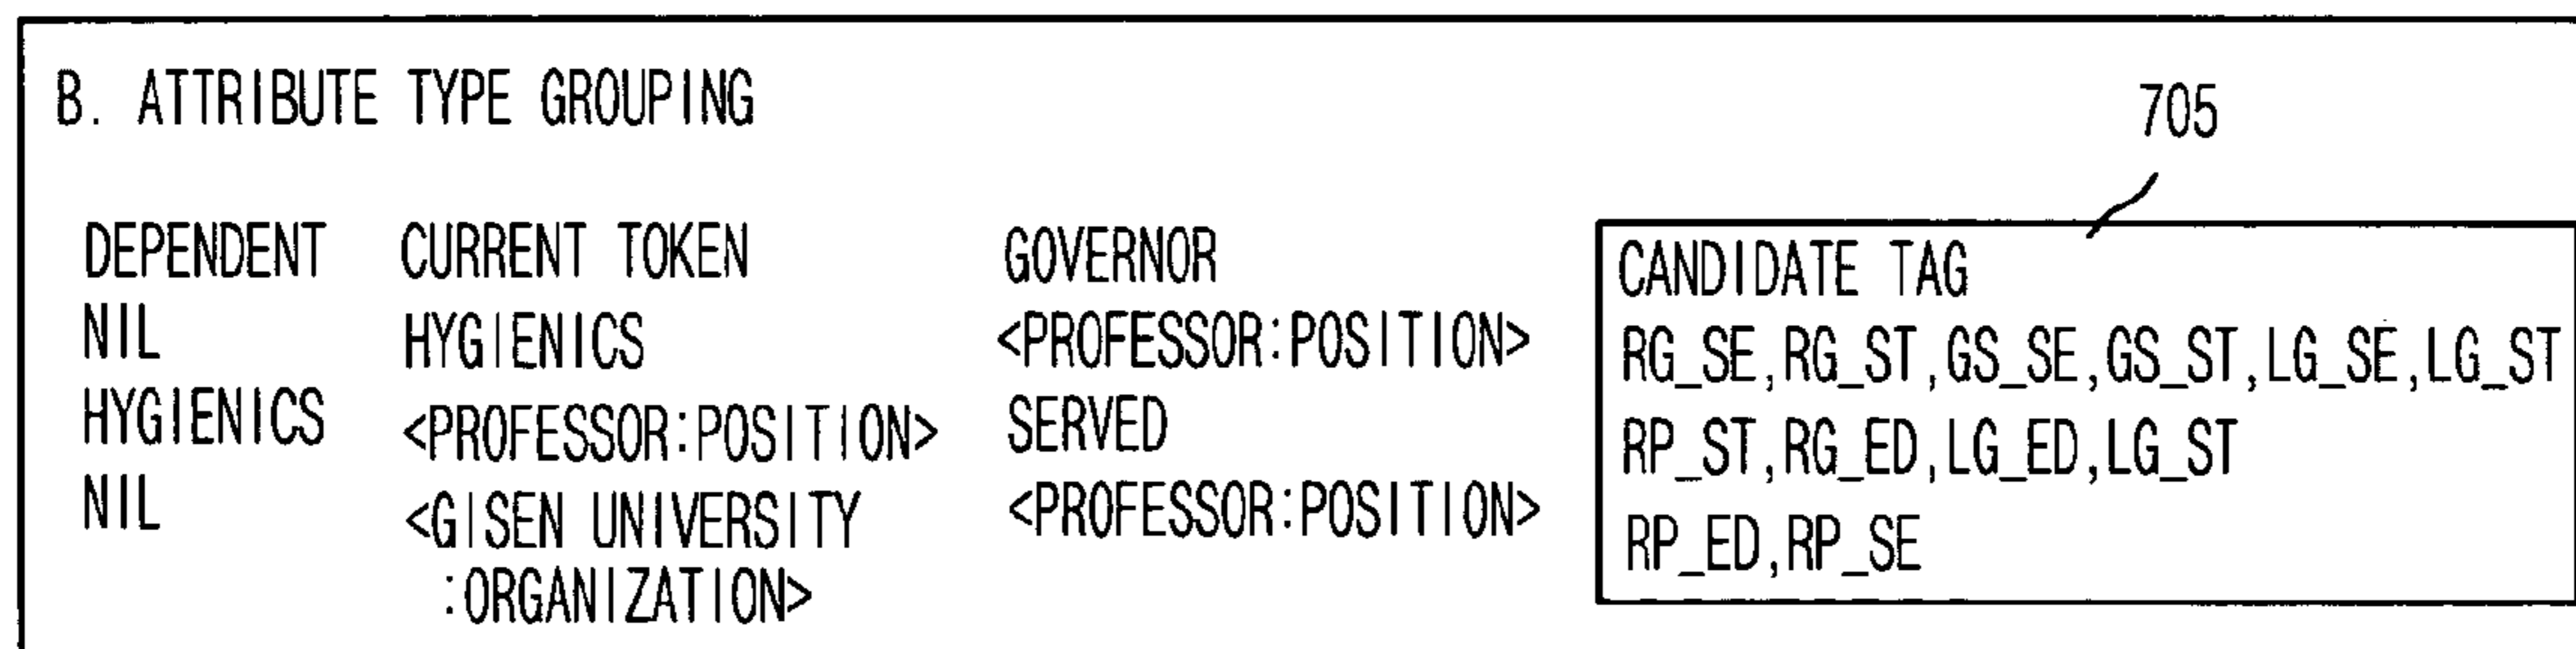 B. ATTRIBUTE TYPE GROUPING
705
DEPENDENT CURRENT TOKEN GOVERNOR CANDIDATE TAG
NIL HYGIENICS <PROFESSOR:POSITION> RG_SE,RG_ST,GS_SE,GS_ST,LG_SE,LG_ST
HYGIENICS <PROFESSOR:POSITION> SERVED RP_ST,RG_ED,LG_ED,LG_ST
NIL <GISEN UNIVERSITY <PROFESSOR:POSITION> RP_ED,RP_SE
:ORGANIZATION>